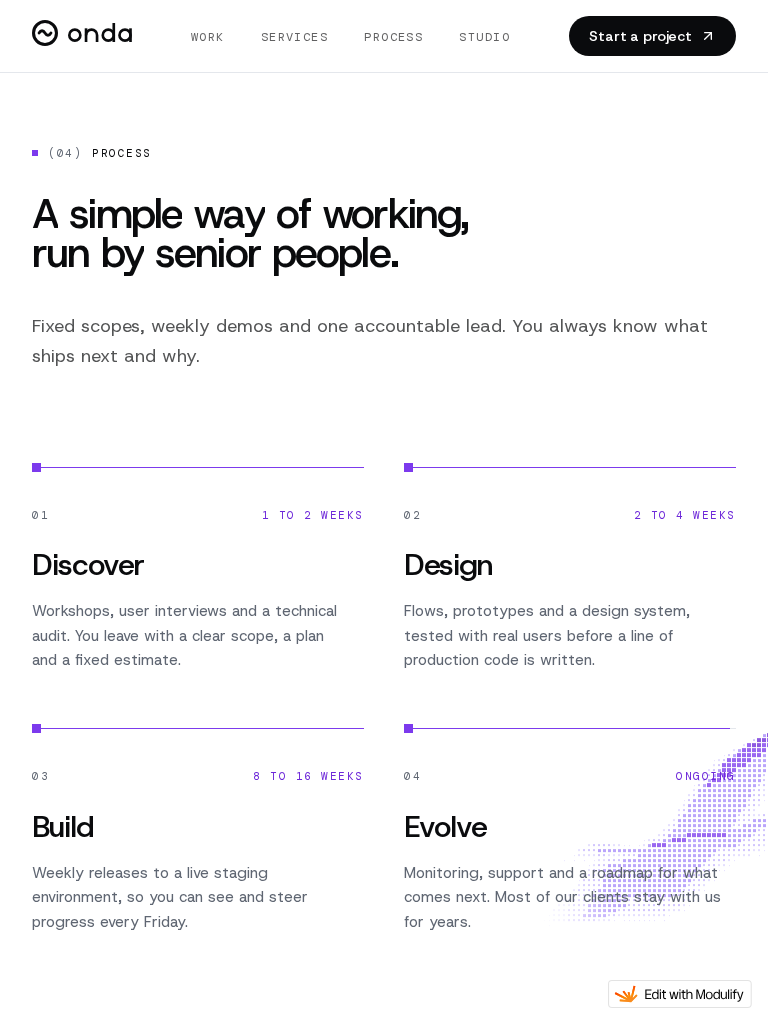 onda
WORK SERVICES PROCESS STUDIO
Start a project
(04) PROCESS
A simple way of working,
run by senior people.
Fixed scopes, weekly demos and one accountable lead. You always know what
ships next and why.
01 1 TO 2 WEEKS
Discover
Workshops, user interviews and a technical
audit. You leave with a clear scope, a plan
and a fixed estimate.
02 2 TO 4 WEEKS
Design
Flows, prototypes and a design system,
tested with real users before a line of
production code is written.
03 8 TO 16 WEEKS
Build
Weekly releases to a live staging
environment, so you can see and steer
progress every Friday.
04 ONGOING
Evolve
Monitoring, support and a roadmap for what
comes next. Most of our clients stay with us
for years.
Edit with Modulify